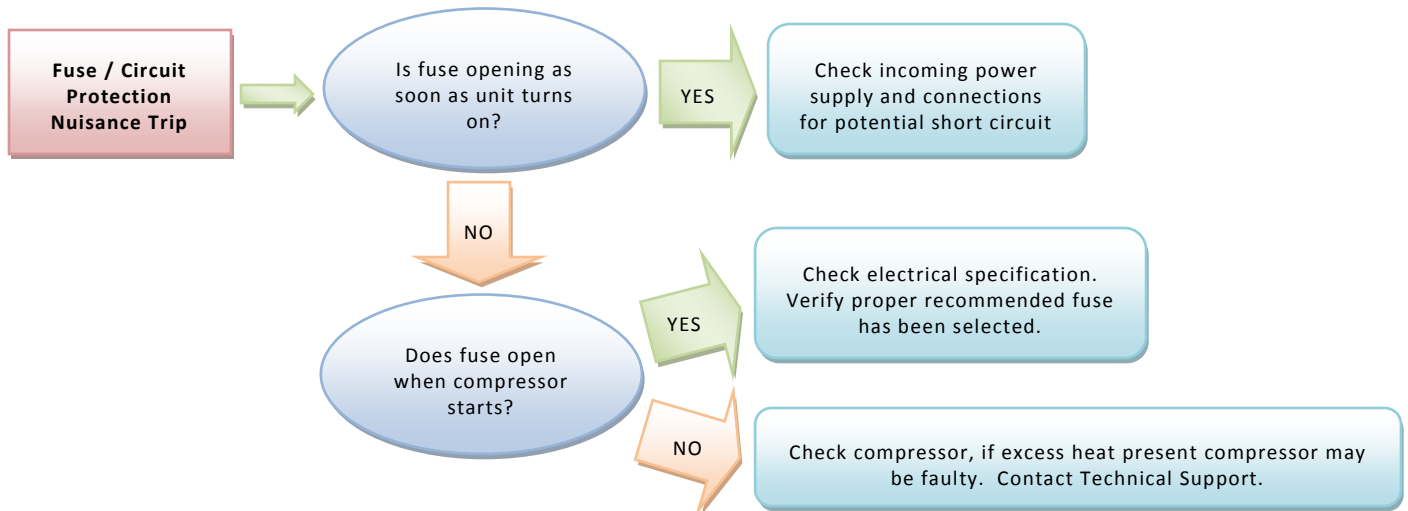 Fuse / Circuit
Protection
Nuisance Trip
Is fuse opening as
soon as unit turns
on?
YES
Check incoming power
supply and connections
for potential short circuit
NO
Does fuse open
when compressor
starts?
YES
Check electrical specification.
Verify proper recommended fuse
has been selected.
NO
Check compressor, if excess heat present compressor may
be faulty.  Contact Technical Support.